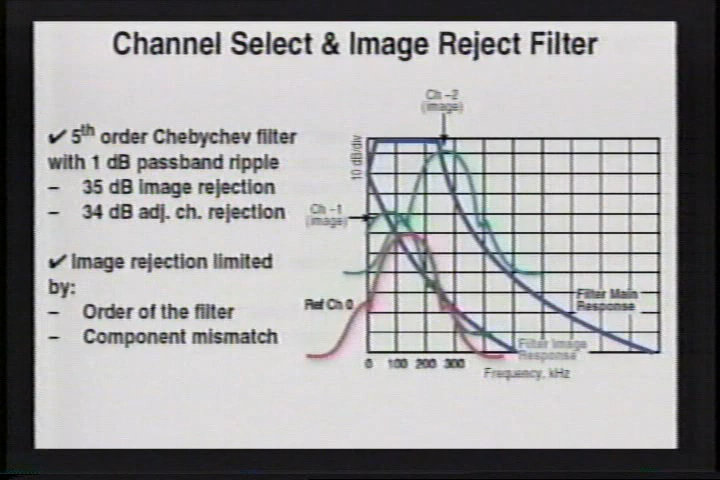 Channel Select & Image Reject Filter
✔ 5th order Chebychev filter
with 1 dB passband ripple
– 35 dB image rejection
– 34 dB adj. ch. rejection
✔ Image rejection limited
by:
– Order of the filter
– Component mismatch
Ch –2
(image)
10 dB/div
Ch –1
(image)
Ref Ch 0
Filter Main
Response
Filter Image
Response
0 100 200 300
Frequency, kHz